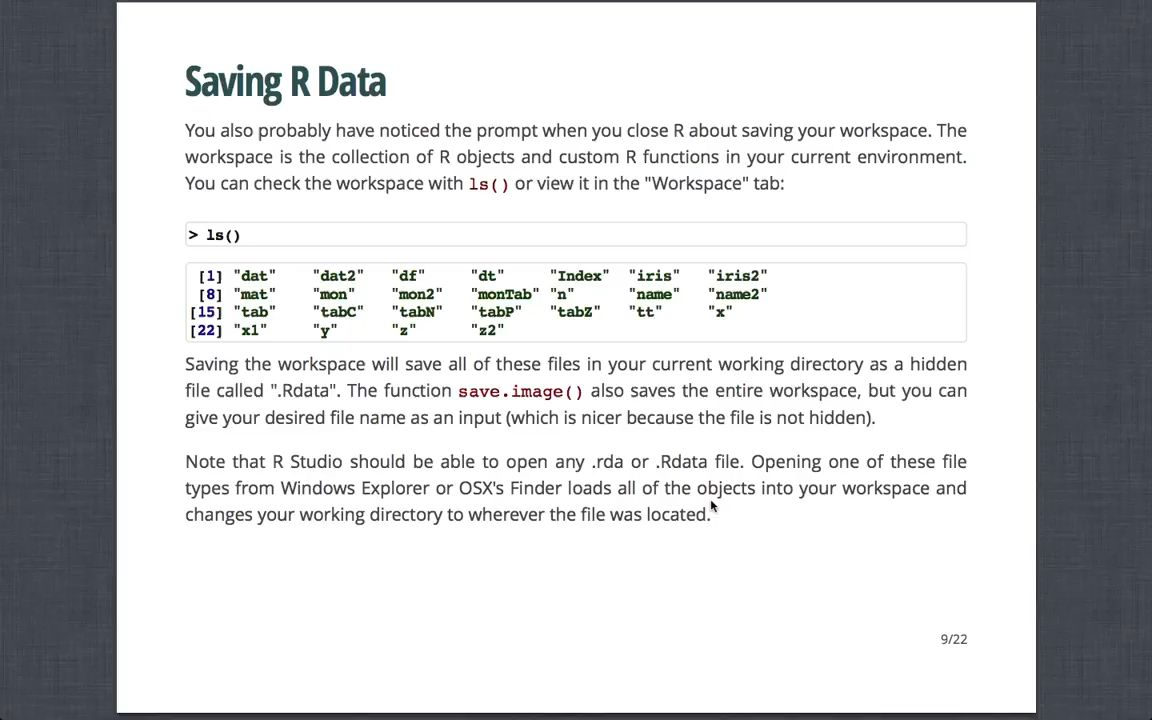 Saving R Data
You also probably have noticed the prompt when you close R about saving your workspace. The
workspace is the collection of R objects and custom R functions in your current environment.
You can check the workspace with ls() or view it in the "Workspace" tab:
> ls()
[1] "dat" "dat2" "df" "dt" "Index" "iris" "iris2"
[8] "mat" "mon" "mon2" "monTab" "n" "name" "name2"
[15] "tab" "tabC" "tabN" "tabP" "tabZ" "tt" "x"
[22] "x1" "y" "z" "z2"
Saving the workspace will save all of these files in your current working directory as a hidden
file called ".Rdata". The function save.image() also saves the entire workspace, but you can
give your desired file name as an input (which is nicer because the file is not hidden).
Note that R Studio should be able to open any .rda or .Rdata file. Opening one of these file
types from Windows Explorer or OSX's Finder loads all of the objects into your workspace and
changes your working directory to wherever the file was located.
9/22